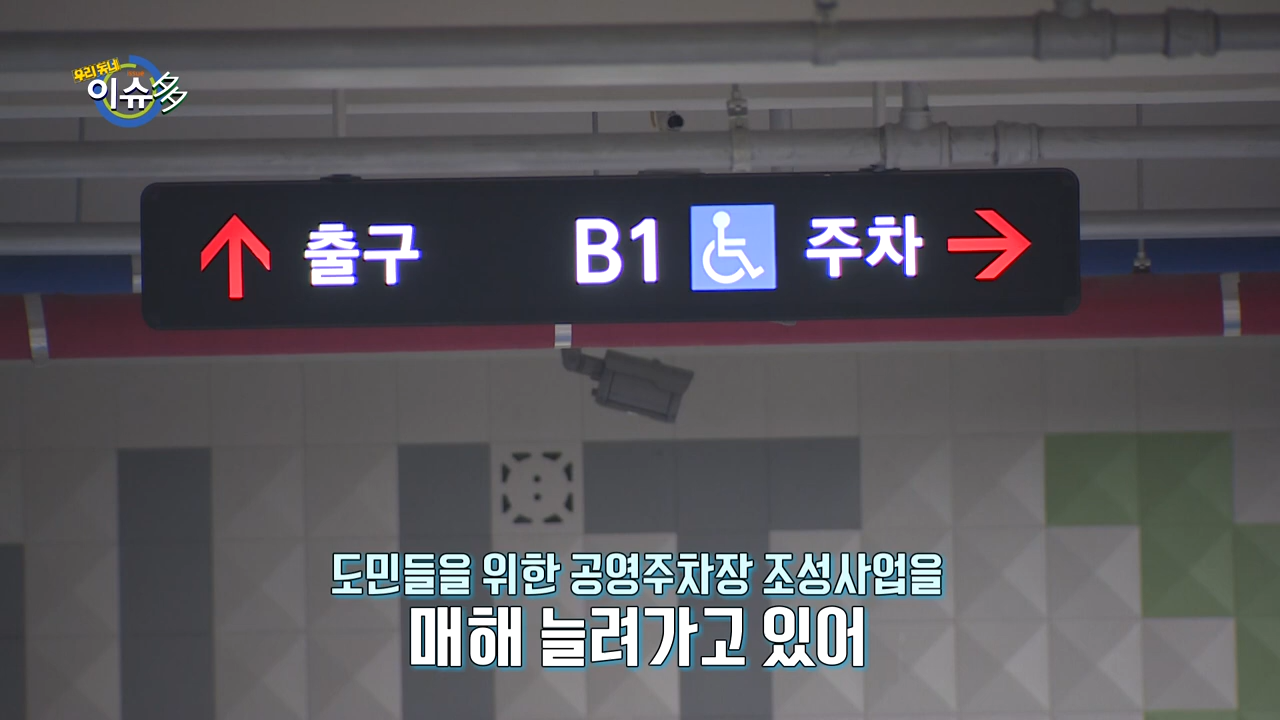 우리 동네
이슈多
출구 B1 주차
도민들을 위한 공영주차장 조성사업을
매해 늘려가고 있어